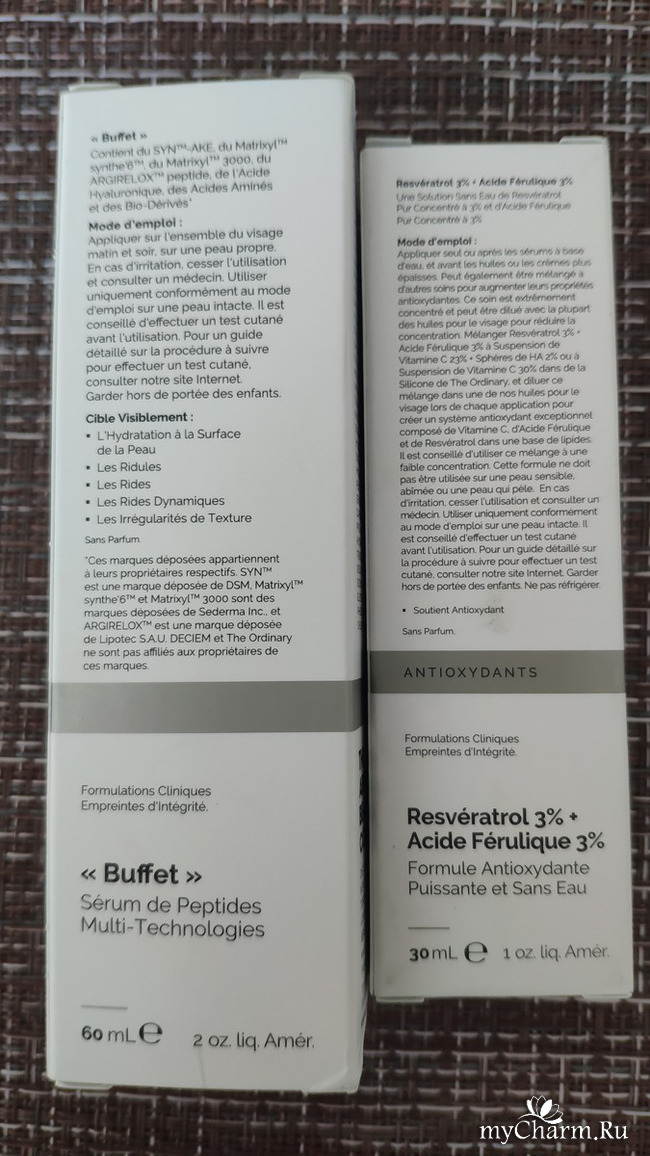 « Buffet »
Contient du SYN™-AKE, du Matrixyl™
synthe'6™, du Matrixyl™ 3000, du
ARGIRELOX™ peptide, de l'Acide
Hyaluronique, des Acides Aminés
et des Bio-Dérivés*
Mode d'emploi :
Appliquer sur l'ensemble du visage
matin et soir, sur une peau propre.
En cas d'irritation, cesser l'utilisation
et consulter un médecin. Utiliser
uniquement conformément au mode
d'emploi sur une peau intacte. Il est
conseillé d'effectuer un test cutané
avant l'utilisation. Pour un guide
détaillé sur la procédure à suivre
pour effectuer un test cutané,
consulter notre site Internet.
Garder hors de portée des enfants.
Cible Visiblement :
▪ L'Hydratation à la Surface
de la Peau
▪ Les Ridules
▪ Les Rides
▪ Les Rides Dynamiques
▪ Les Irrégularités de Texture
Sans Parfum.
*Ces marques déposées appartiennent
à leurs propriétaires respectifs. SYN™
est une marque déposée de DSM, Matrixyl™
synthe'6™ et Matrixyl™ 3000 sont des
marques déposées de Sederma Inc., et
ARGIRELOX™ est une marque déposée
de Lipotec S.A.U. DECIEM et The Ordinary
ne sont pas affiliés aux propriétaires de
ces marques.
Formulations Cliniques
Empreintes d'Intégrité.
« Buffet »
Sérum de Peptides
Multi-Technologies
60 mL ℮ 2 oz. liq. Amér.
Resvératrol 3% + Acide Férulique 3%
Une Solution Sans Eau de Resvératrol
Pur Concentré à 3% et d'Acide Férulique
Pur Concentré à 3%
Mode d'emploi :
Appliquer seul ou après les sérums à base
d'eau, et avant les huiles ou les crèmes plus
épaisses. Peut également être mélangé à
d'autres soins pour augmenter leurs propriétés
antioxydantes. Ce soin est extrêmement
concentré et peut être dilué avec la plupart
des huiles pour le visage pour réduire la
concentration. Mélanger Resvératrol 3% +
Acide Férulique 3% à Suspension de
Vitamine C 23% + Sphères de HA 2% ou à
Suspension de Vitamine C 30% dans de la
Silicone de The Ordinary, et diluer ce
mélange dans une de nos huiles pour le
visage lors de chaque application pour
créer un système antioxydant exceptionnel
composé de Vitamine C, d'Acide Férulique
et de Resvératrol dans une base de lipides.
Il est conseillé d'utiliser ce mélange à une
faible concentration. Cette formule ne doit
pas être utilisée sur une peau sensible,
abîmée ou une peau qui pèle. En cas
d'irritation, cesser l'utilisation et consulter un
médecin. Utiliser uniquement conformément
au mode d'emploi sur une peau intacte. Il
est conseillé d'effectuer un test cutané
avant l'utilisation. Pour un guide détaillé sur
la procédure à suivre pour effectuer un test
cutané, consulter notre site Internet. Garder
hors de portée des enfants. Ne pas réfrigérer.
▪ Soutient Antioxydant
Sans Parfum.
ANTIOXYDANTS
Formulations Cliniques
Empreintes d'Intégrité.
Resvératrol 3% +
Acide Férulique 3%
Formule Antioxydante
Puissante et Sans Eau
30 mL ℮ 1 oz. liq. Amér.
myCharm.Ru